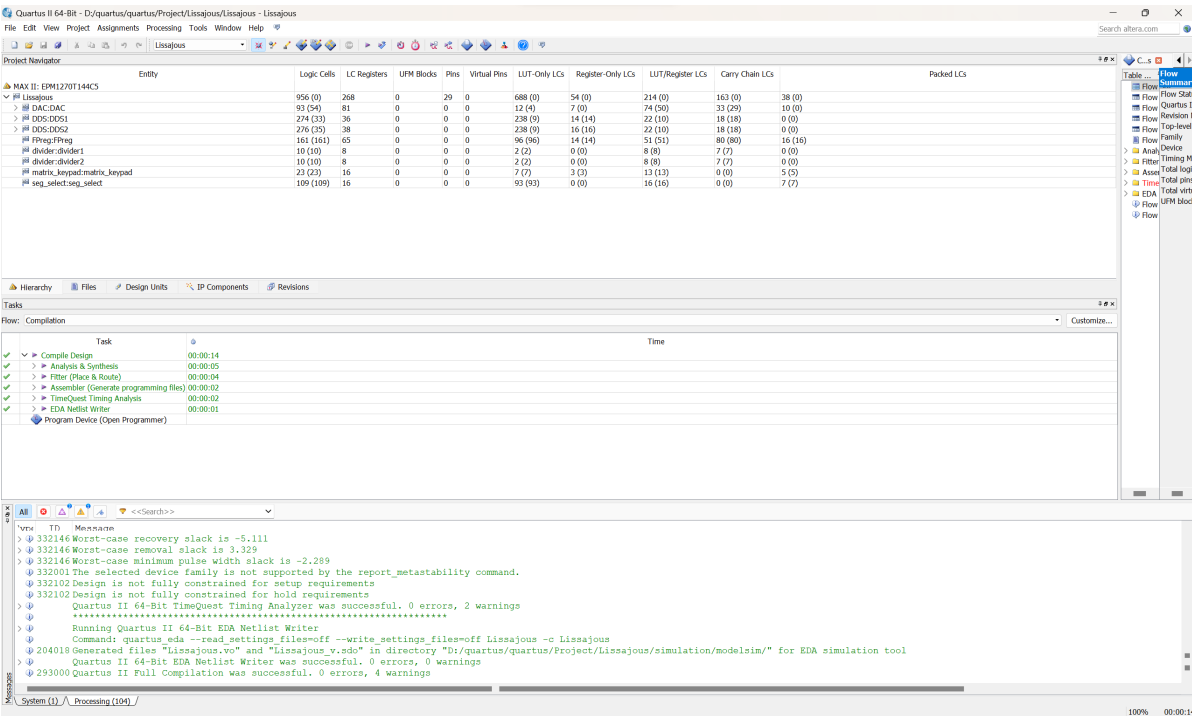 Quartus II 64-Bit - D:/quartus/quartus/Project/Lissajous/Lissajous - Lissajous
File Edit View Project Assignments Processing Tools Window Help
Search altera.com
Lissajous
Project Navigator
Entity Logic Cells LC Registers UFM Blocks Pins Virtual Pins LUT-Only LCs Register-Only LCs LUT/Register LCs Carry Chain LCs Packed LCs
MAX II: EPM1270T144C5
Lissajous 956 (0) 268 0 29 0 688 (0) 54 (0) 214 (0) 163 (0) 38 (0)
DAC:DAC 93 (54) 81 0 0 0 12 (4) 7 (0) 74 (50) 33 (29) 10 (0)
DDS:DDS1 274 (33) 36 0 0 0 238 (9) 14 (14) 22 (10) 18 (18) 0 (0)
DDS:DDS2 276 (35) 38 0 0 0 238 (9) 16 (16) 22 (10) 18 (18) 0 (0)
FPreg:FPreg 161 (161) 65 0 0 0 96 (96) 14 (14) 51 (51) 80 (80) 16 (16)
divider:divider1 10 (10) 8 0 0 0 2 (2) 0 (0) 8 (8) 7 (7) 0 (0)
divider:divider2 10 (10) 8 0 0 0 2 (2) 0 (0) 8 (8) 7 (7) 0 (0)
matrix_keypad:matrix_keypad 23 (23) 16 0 0 0 7 (7) 3 (3) 13 (13) 0 (0) 5 (5)
seg_select:seg_select 109 (109) 16 0 0 0 93 (93) 0 (0) 16 (16) 0 (0) 7 (7)
Hierarchy Files Design Units IP Components Revisions
Tasks
Flow: Compilation Customize...
Task Time
Compile Design 00:00:14
Analysis & Synthesis 00:00:05
Fitter (Place & Route) 00:00:04
Assembler (Generate programming files) 00:00:02
TimeQuest Timing Analysis 00:00:02
EDA Netlist Writer 00:00:01
Program Device (Open Programmer)
C...s
Table ...
Flow
Flow
Flow
Flow
Flow
Flow
Analy
Fitter
Asser
Time
EDA
Flow
Flow
Flow
Summar
Flow Stat
Quartus I
Revision
Top-level
Family
Device
Timing M
Total logi
Total pins
Total virtu
UFM bloc
All <<Search>>
ID Message
332146 Worst-case recovery slack is -5.111
332146 Worst-case removal slack is 3.329
332146 Worst-case minimum pulse width slack is -2.289
332001 The selected device family is not supported by the report_metastability command.
332102 Design is not fully constrained for setup requirements
332102 Design is not fully constrained for hold requirements
Quartus II 64-Bit TimeQuest Timing Analyzer was successful. 0 errors, 2 warnings
*******************************************************************
Running Quartus II 64-Bit EDA Netlist Writer
Command: quartus_eda --read_settings_files=off --write_settings_files=off Lissajous -c Lissajous
204018 Generated files "Lissajous.vo" and "Lissajous_v.sdo" in directory "D:/quartus/quartus/Project/Lissajous/simulation/modelsim/" for EDA simulation tool
Quartus II 64-Bit EDA Netlist Writer was successful. 0 errors, 0 warnings
293000 Quartus II Full Compilation was successful. 0 errors, 4 warnings
Messages
System (1) Processing (104)
100% 00:00:14